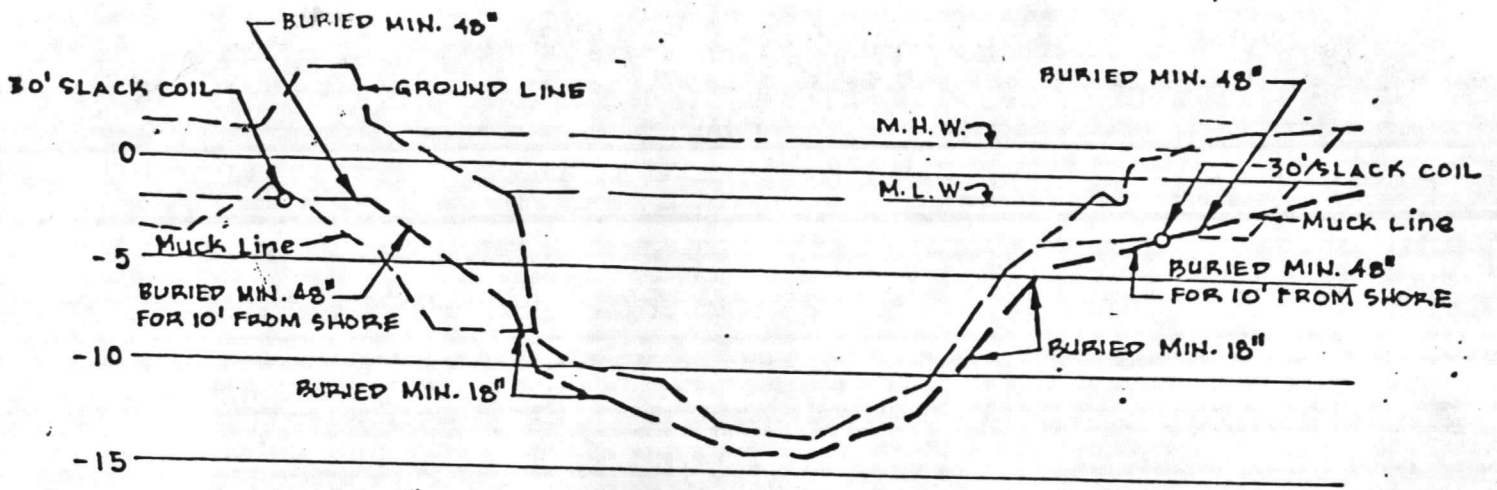 BURIED MIN. 48"
30' SLACK COIL
GROUND LINE
BURIED MIN. 48"
M.H.W.
0
30' SLACK COIL
M.L.W.
Muck Line
Muck Line
-5
BURIED MIN. 48"
FOR 10' FROM SHORE
BURIED MIN. 48"
FOR 10' FROM SHORE
-10
BURIED MIN. 18"
BURIED MIN. 18"
-15